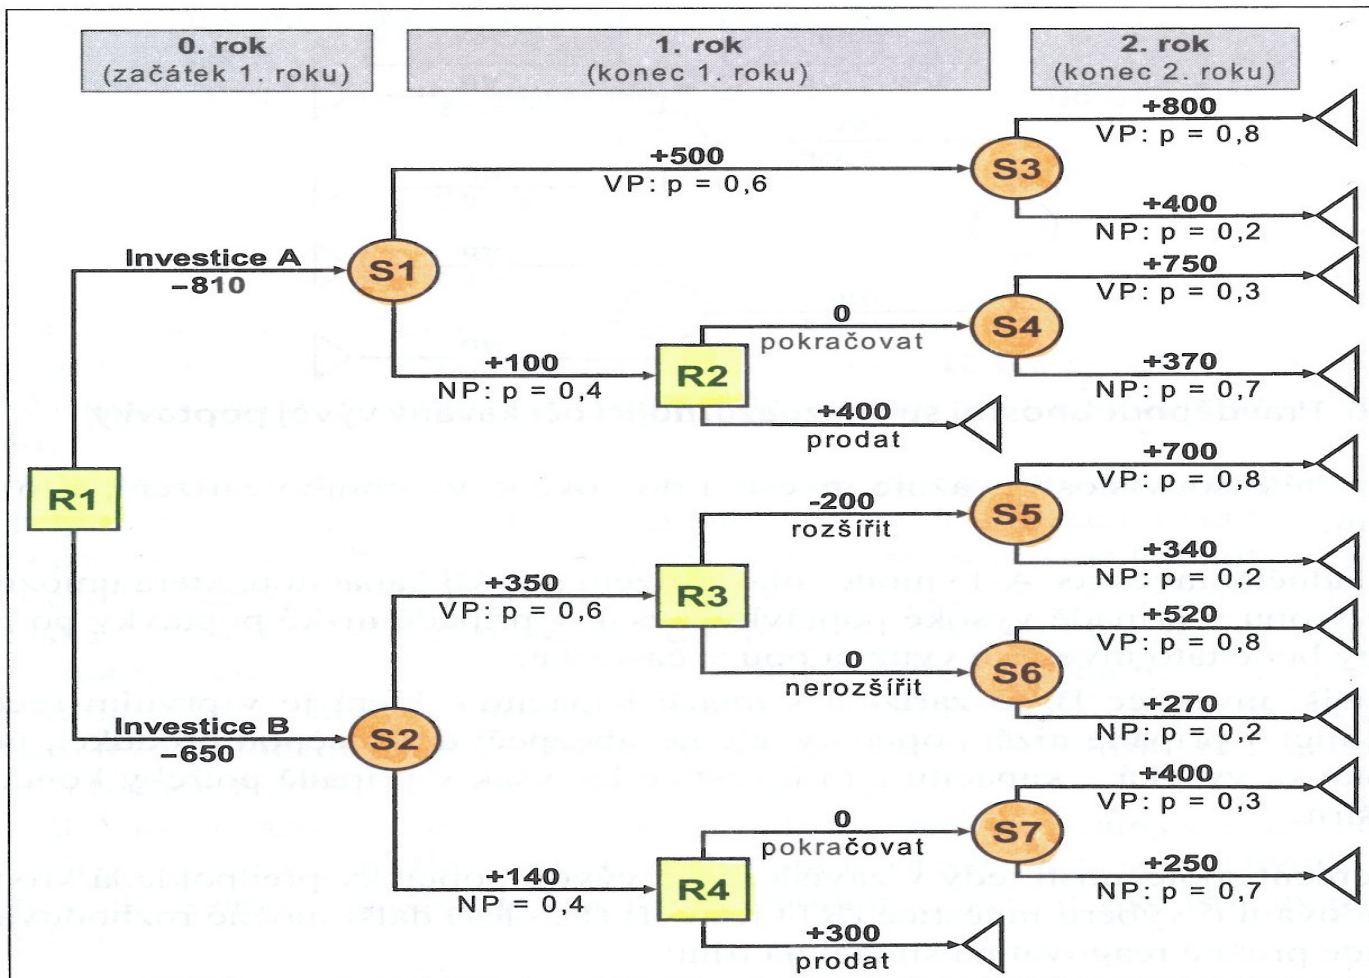 0. rok
(začátek 1. roku)
1. rok
(konec 1. roku)
2. rok
(konec 2. roku)
+800
VP: p = 0,8
+500
VP: p = 0,6
S3
+400
NP: p = 0,2
Investice A
–810
S1
+750
VP: p = 0,3
0
pokračovat
S4
+100
NP: p = 0,4
R2
+370
NP: p = 0,7
+400
prodat
+700
VP: p = 0,8
R1
-200
rozšířit
S5
+340
NP: p = 0,2
+350
VP: p = 0,6
R3
+520
VP: p = 0,8
0
nerozšířit
S6
+270
NP: p = 0,2
Investice B
–650
S2
+400
VP: p = 0,3
0
pokračovat
S7
+140
NP = 0,4
R4
+250
NP: p = 0,7
+300
prodat